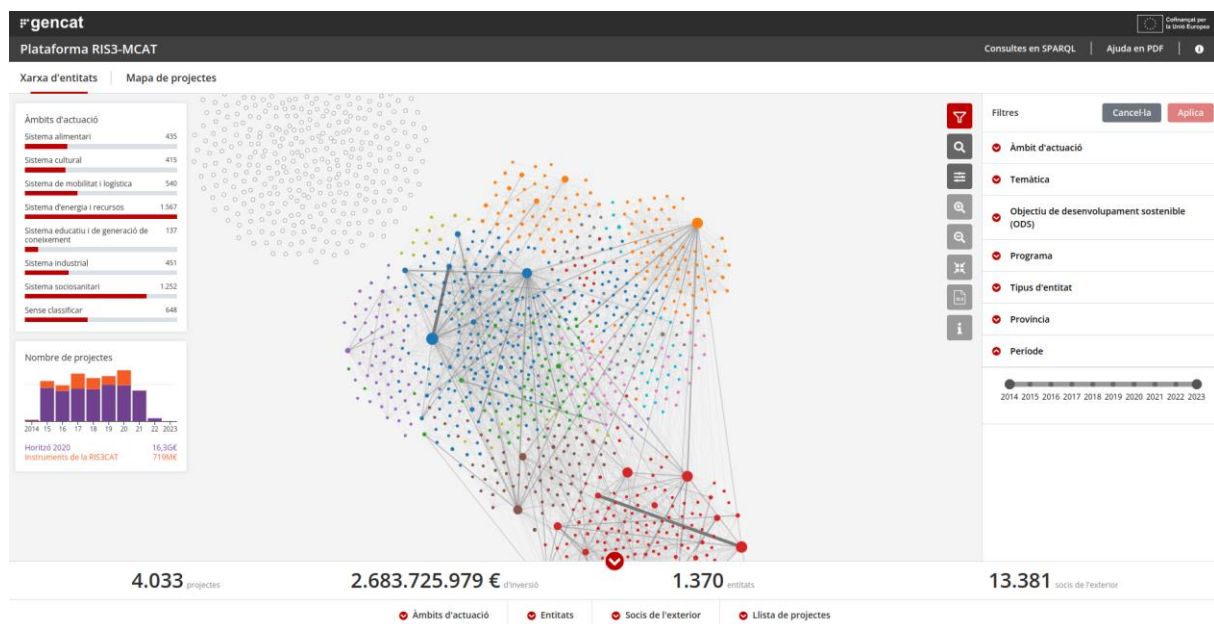 gencat
Cofinançat per
la Unió Europea
Plataforma RIS3-MCAT
Consultes en SPARQL
Ajuda en PDF
Xarxa d'entitats
Mapa de projectes
Àmbits d'actuació
Sistema alimentari 435
Sistema cultural 415
Sistema de mobilitat i logística 540
Sistema d'energia i recursos 1.567
Sistema educatiu i de generació de 137
coneixement
Sistema industrial 451
Sistema sociosanitari 1.252
Sense classificar 648
Nombre de projectes
2014 15 16 17 18 19 20 21 22 2023
Horitzó 2020 16,3G€
Instruments de la RIS3CAT 719M€
Filtres
Cancel·la
Aplica
Àmbit d'actuació
Temàtica
Objectiu de desenvolupament sostenible
(ODS)
Programa
Tipus d'entitat
Província
Període
2014 2015 2016 2017 2018 2019 2020 2021 2022 2023
4.033 projectes
2.683.725.979 € d'inversió
1.370 entitats
13.381 socis de l'exterior
Àmbits d'actuació
Entitats
Socis de l'exterior
Llista de projectes